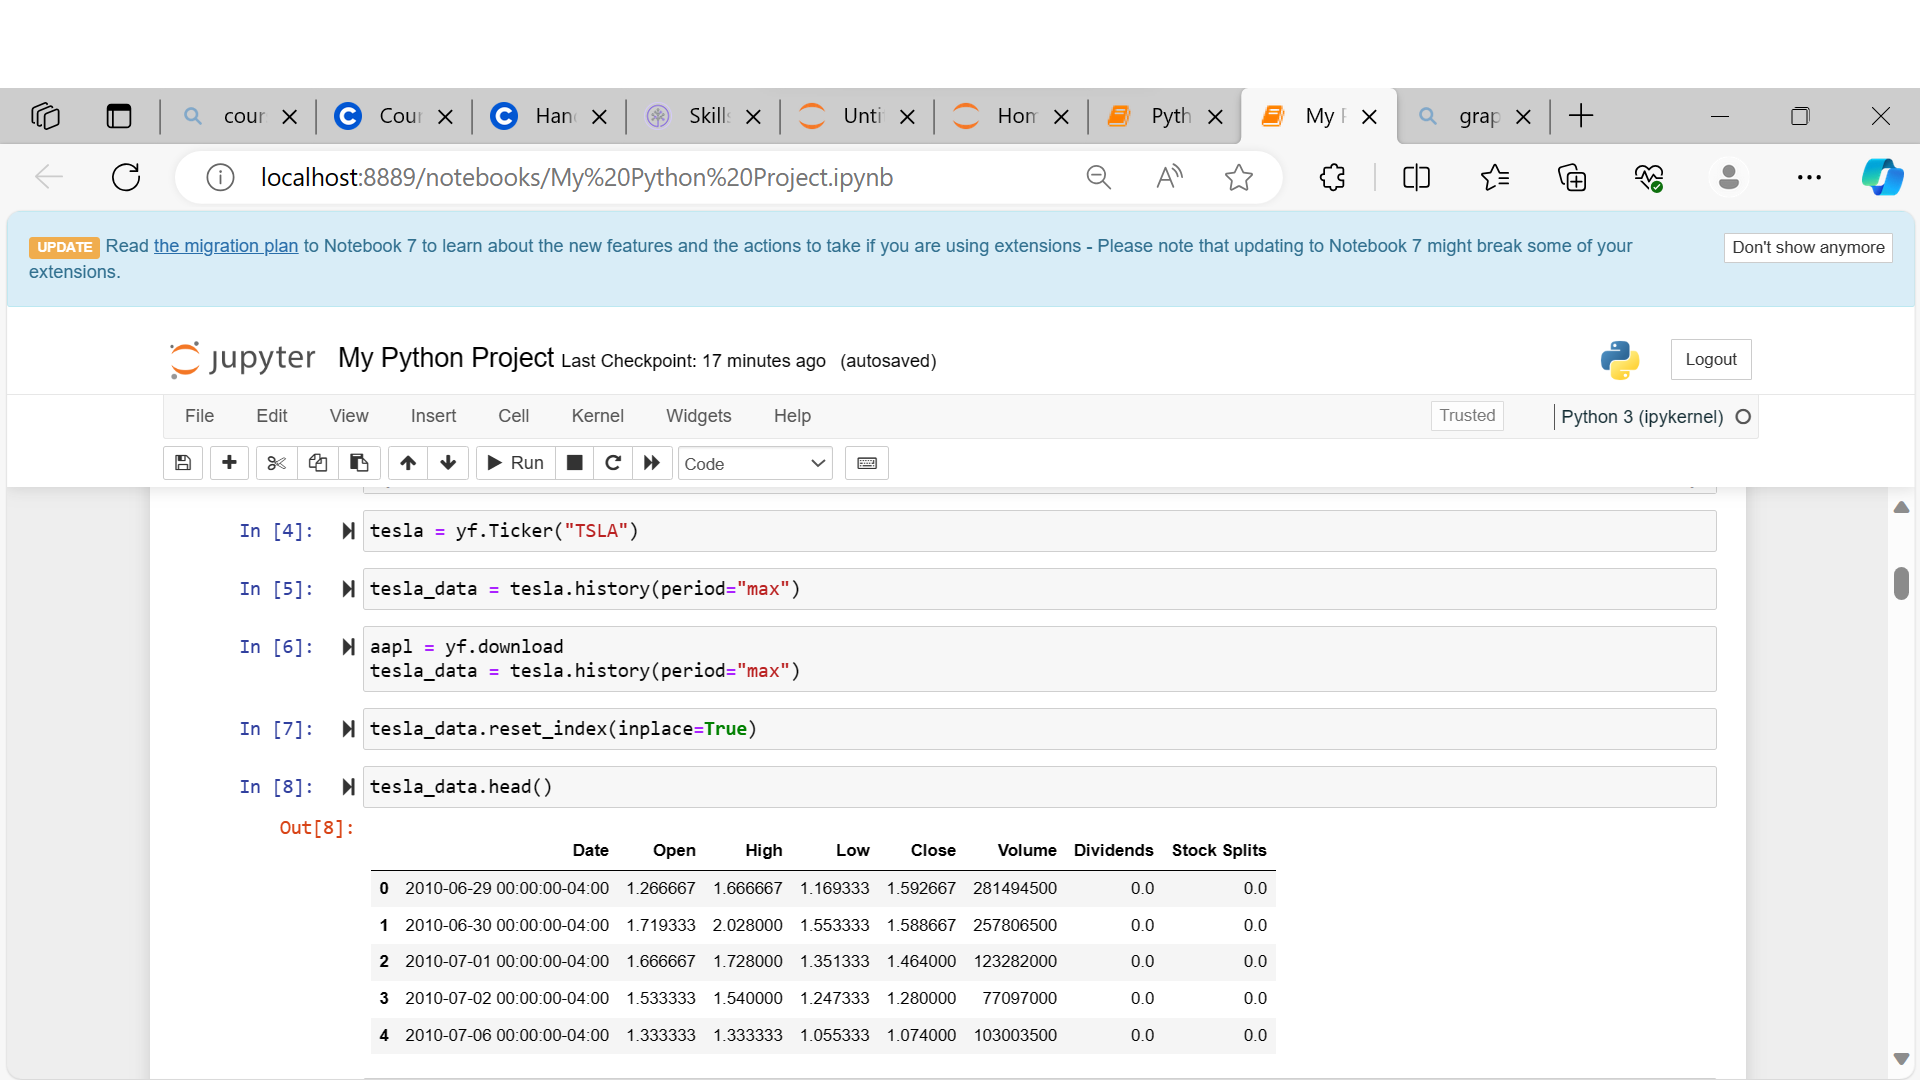 cour
Cour
Hand
Skills
Unti
Hom
Pyth
My P
grap
localhost:8889/notebooks/My%20Python%20Project.ipynb
UPDATE Read the migration plan to Notebook 7 to learn about the new features and the actions to take if you are using extensions - Please note that updating to Notebook 7 might break some of your
extensions.
Don't show anymore
jupyter My Python Project Last Checkpoint: 17 minutes ago (autosaved)
Logout
File Edit View Insert Cell Kernel Widgets Help
Trusted
Python 3 (ipykernel)
Run
Code
In [4]: tesla = yf.Ticker("TSLA")
In [5]: tesla_data = tesla.history(period="max")
In [6]: aapl = yf.download
tesla_data = tesla.history(period="max")
In [7]: tesla_data.reset_index(inplace=True)
In [8]: tesla_data.head()
Out[8]:
Date Open High Low Close Volume Dividends Stock Splits
0 2010-06-29 00:00:00-04:00 1.266667 1.666667 1.169333 1.592667 281494500 0.0 0.0
1 2010-06-30 00:00:00-04:00 1.719333 2.028000 1.553333 1.588667 257806500 0.0 0.0
2 2010-07-01 00:00:00-04:00 1.666667 1.728000 1.351333 1.464000 123282000 0.0 0.0
3 2010-07-02 00:00:00-04:00 1.533333 1.540000 1.247333 1.280000 77097000 0.0 0.0
4 2010-07-06 00:00:00-04:00 1.333333 1.333333 1.055333 1.074000 103003500 0.0 0.0